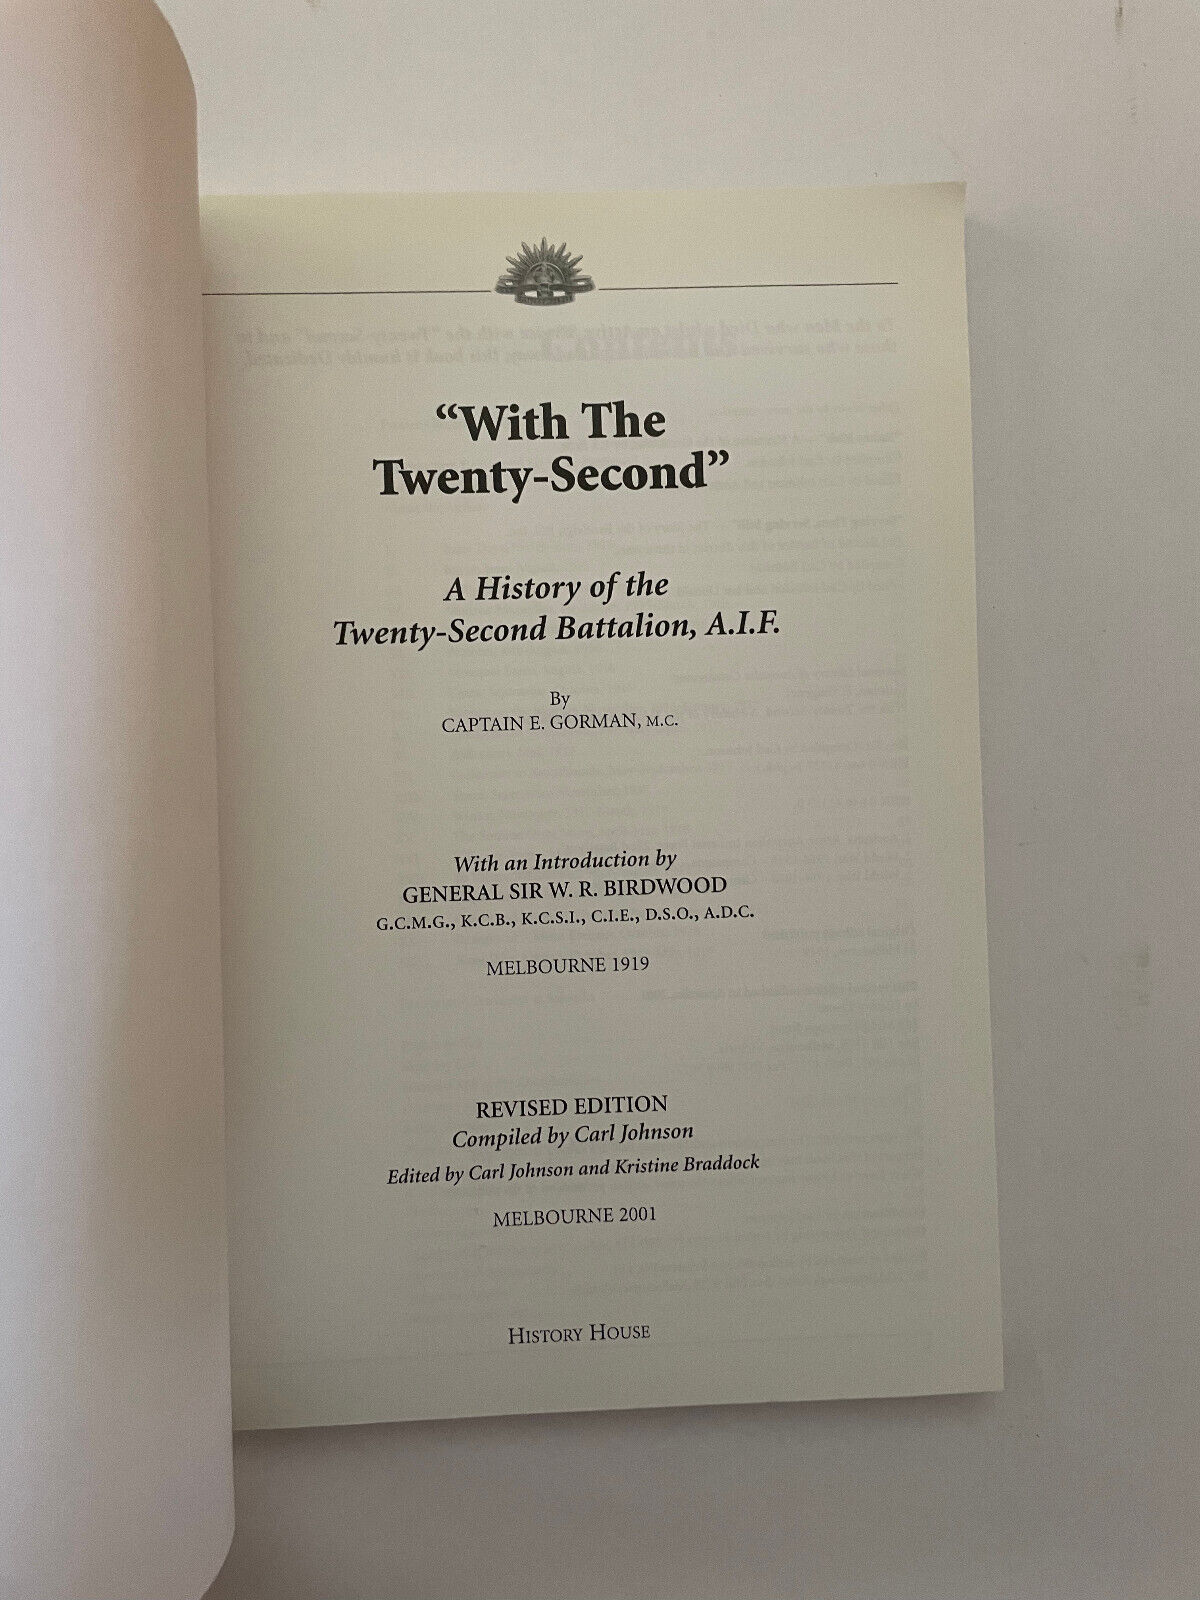 “With The
Twenty-Second”
A History of the
Twenty-Second Battalion, A.I.F.
By
CAPTAIN E. GORMAN, M.C.
With an Introduction by
GENERAL SIR W. R. BIRDWOOD
G.C.M.G., K.C.B., K.C.S.I., C.I.E., D.S.O., A.D.C.
MELBOURNE 1919
REVISED EDITION
Compiled by Carl Johnson
Edited by Carl Johnson and Kristine Braddock
MELBOURNE 2001
HISTORY HOUSE